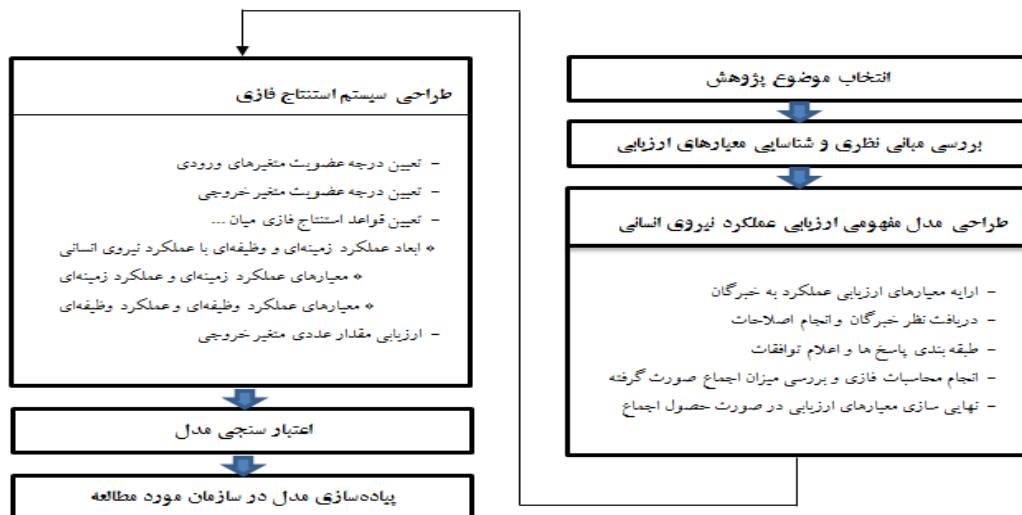 انتخاب موضوع پژوهش
بررسی مبانی نظری و شناسایی معیارهای ارزیابی
طراحی مدل مفهومی ارزیابی عملکرد نیروی انسانی
- ارایه معیارهای ارزیابی عملکرد به خبرگان
- دریافت نظر خبرگان و انجام اصلاحات
- طبقه بندی پاسخ ها و اعلام توافقات
- انجام محاسبات فازی و بررسی میزان اجماع صورت گرفته
- نهایی سازی معیارهای ارزیابی در صورت حصول اجماع
طراحی سیستم استنتاج فازی
- تعیین درجه عضویت متغیرهای ورودی
- تعیین درجه عضویت متغیر خروجی
- تعیین قواعد استنتاج فازی میان ...
❖ ابعاد عملکرد زمینه‌ای و وظیفه‌ای با عملکرد نیروی انسانی
❖ معیارهای عملکرد زمینه‌ای و عملکرد زمینه‌ای
❖ معیارهای عملکرد وظیفه‌ای و عملکرد وظیفه‌ای
- ارزیابی مقدار عددی متغیر خروجی
اعتبار سنجی مدل
پیاده‌سازی مدل در سازمان مورد مطالعه